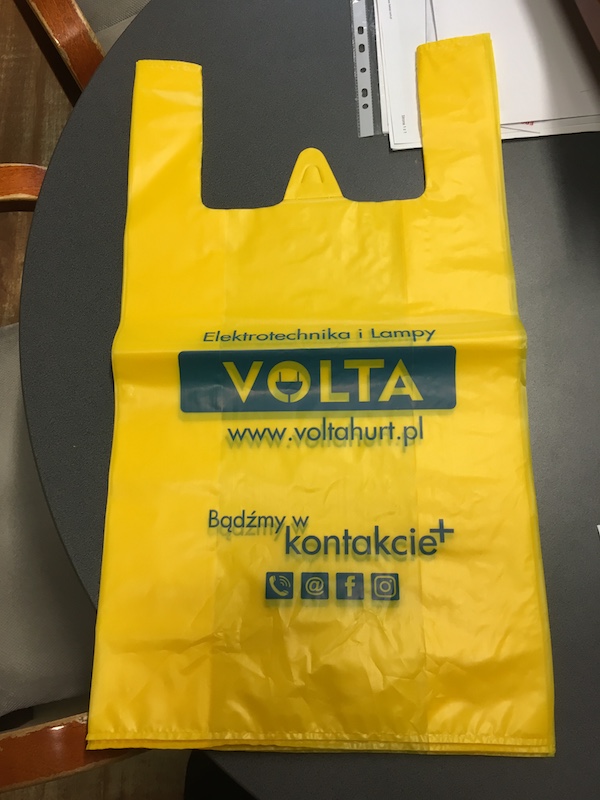 Elektrotechnika i Lampy
VOLTA
www.voltahurt.pl
Bądźmy w
kontakcie+